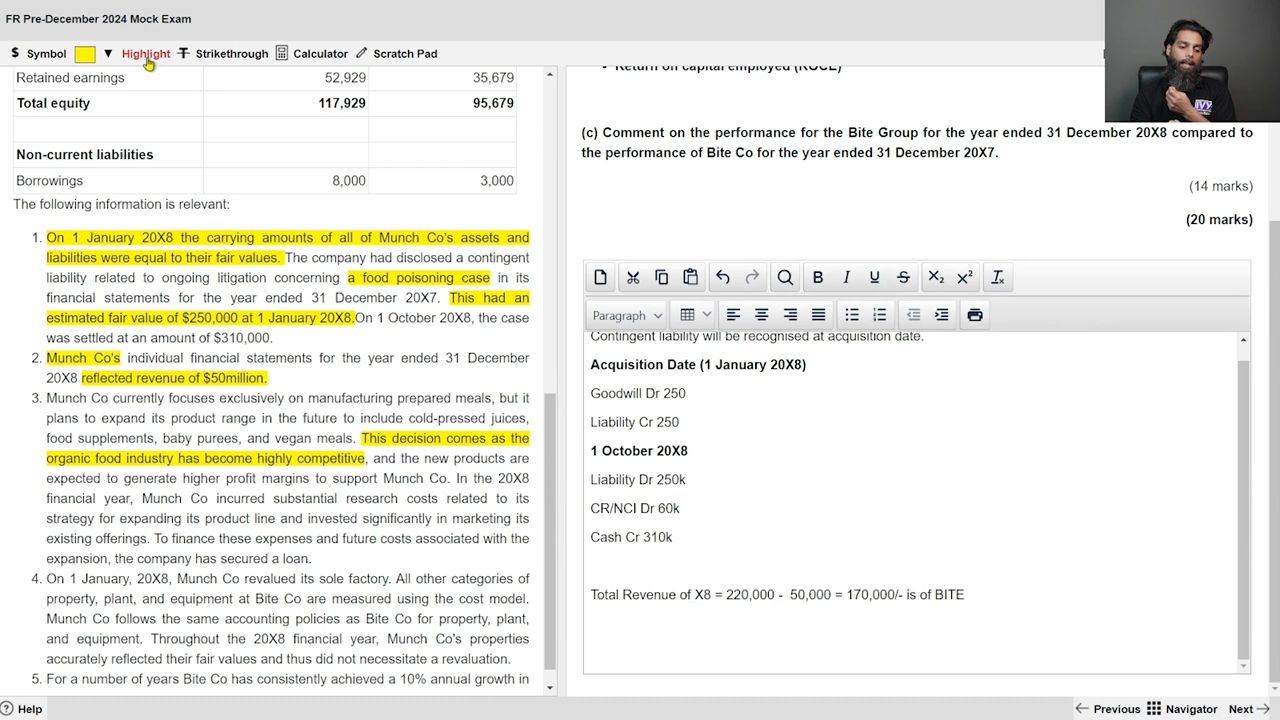 FR Pre-December 2024 Mock Exam
$ Symbol ▼ Highlight T Strikethrough Calculator Scratch Pad
Retained earnings 52,929 35,679
Total equity 117,929 95,679
Non-current liabilities
Borrowings 8,000 3,000
The following information is relevant:
1. On 1 January 20X8 the carrying amounts of all of Munch Co's assets and
liabilities were equal to their fair values. The company had disclosed a contingent
liability related to ongoing litigation concerning a food poisoning case in its
financial statements for the year ended 31 December 20X7. This had an
estimated fair value of $250,000 at 1 January 20X8.On 1 October 20X8, the case
was settled at an amount of $310,000.
2. Munch Co's individual financial statements for the year ended 31 December
20X8 reflected revenue of $50million.
3. Munch Co currently focuses exclusively on manufacturing prepared meals, but it
plans to expand its product range in the future to include cold-pressed juices,
food supplements, baby purees, and vegan meals. This decision comes as the
organic food industry has become highly competitive, and the new products are
expected to generate higher profit margins to support Munch Co. In the 20X8
financial year, Munch Co incurred substantial research costs related to its
strategy for expanding its product line and invested significantly in marketing its
existing offerings. To finance these expenses and future costs associated with the
expansion, the company has secured a loan.
4. On 1 January, 20X8, Munch Co revalued its sole factory. All other categories of
property, plant, and equipment at Bite Co are measured using the cost model.
Munch Co follows the same accounting policies as Bite Co for property, plant,
and equipment. Throughout the 20X8 financial year, Munch Co's properties
accurately reflected their fair values and thus did not necessitate a revaluation.
5. For a number of years Bite Co has consistently achieved a 10% annual growth in
• Return on capital employed (ROCE)
(c) Comment on the performance for the Bite Group for the year ended 31 December 20X8 compared to
the performance of Bite Co for the year ended 31 December 20X7.
(14 marks)
(20 marks)
B I U S X₂ X² Tx
Paragraph
Contingent liability will be recognised at acquisition date.
Acquisition Date (1 January 20X8)
Goodwill Dr 250
Liability Cr 250
1 October 20X8
Liability Dr 250k
CR/NCI Dr 60k
Cash Cr 310k
Total Revenue of X8 = 220,000 - 50,000 = 170,000/- is of BITE
IVY
? Help
← Previous Navigator Next →